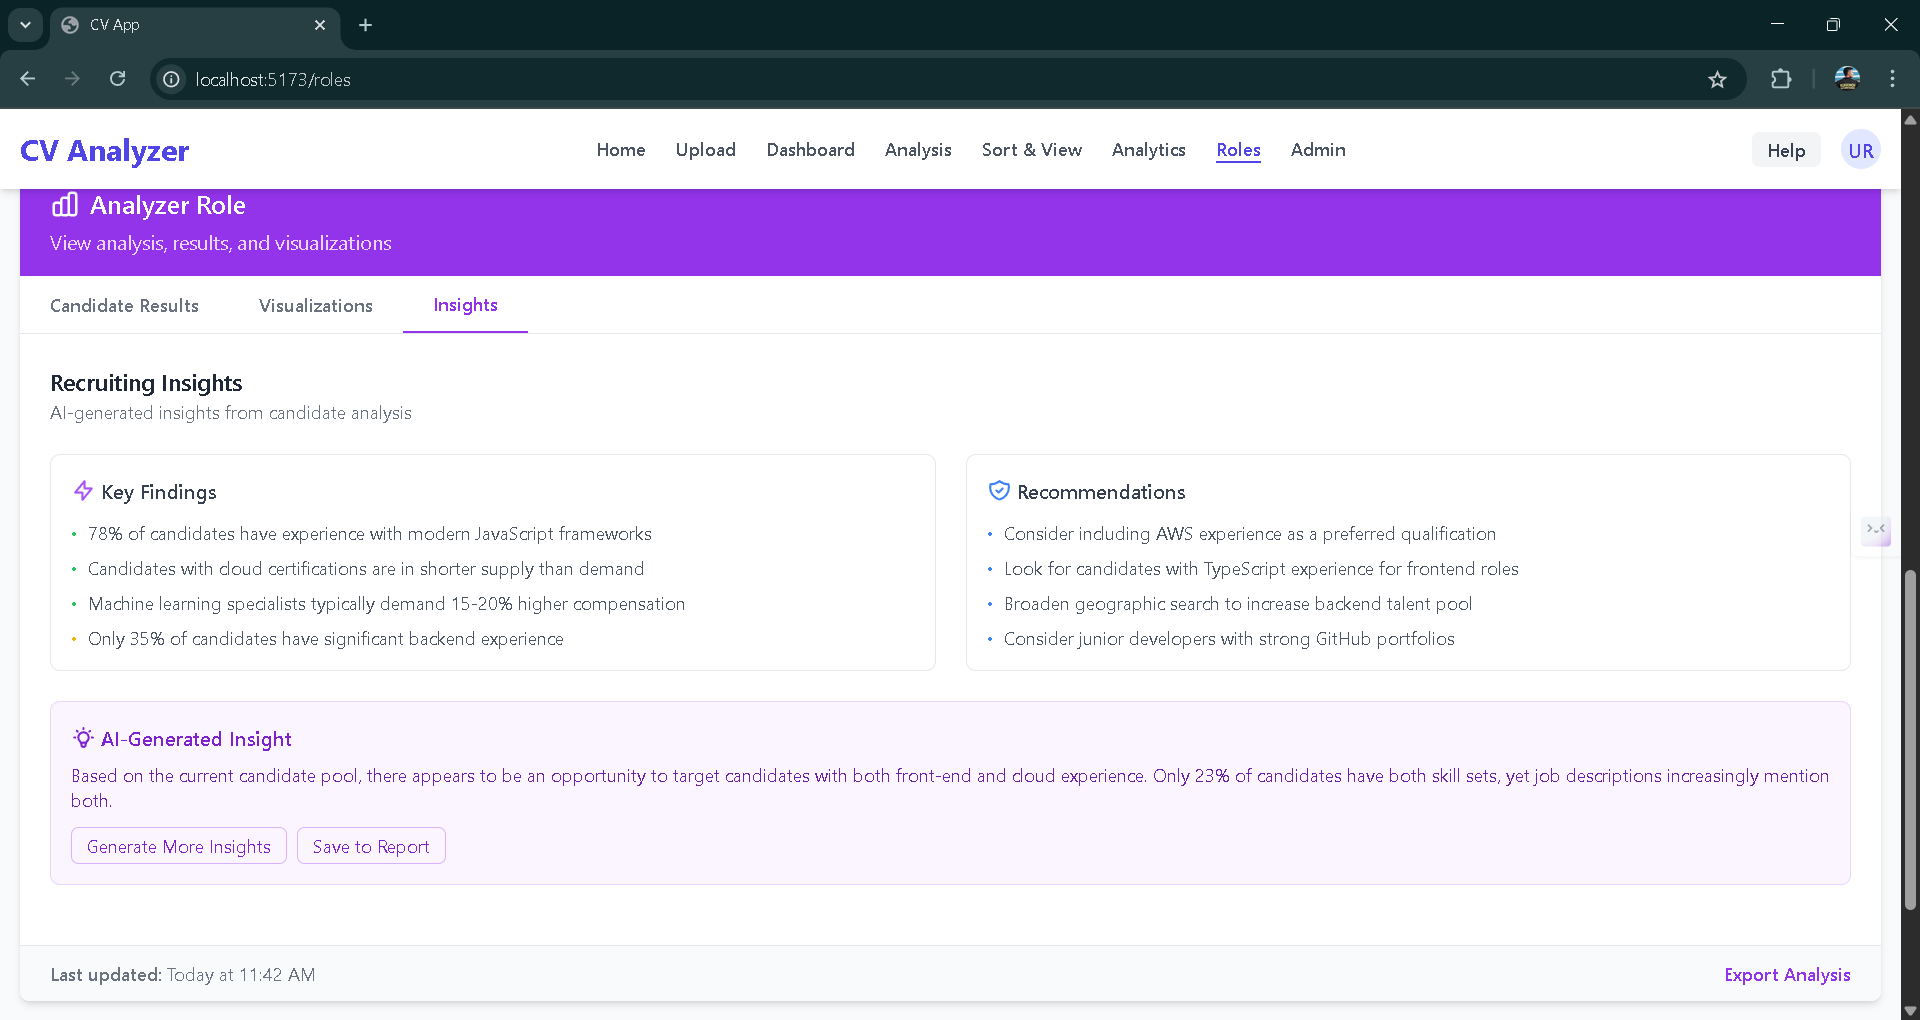 CV App
localhost:5173/roles
CV Analyzer
Home
Upload
Dashboard
Analysis
Sort & View
Analytics
Roles
Admin
Help
UR
Analyzer Role
View analysis, results, and visualizations
Candidate Results
Visualizations
Insights
Recruiting Insights
AI-generated insights from candidate analysis
Key Findings
• 78% of candidates have experience with modern JavaScript frameworks
• Candidates with cloud certifications are in shorter supply than demand
• Machine learning specialists typically demand 15-20% higher compensation
• Only 35% of candidates have significant backend experience
Recommendations
• Consider including AWS experience as a preferred qualification
• Look for candidates with TypeScript experience for frontend roles
• Broaden geographic search to increase backend talent pool
• Consider junior developers with strong GitHub portfolios
AI-Generated Insight
Based on the current candidate pool, there appears to be an opportunity to target candidates with both front-end and cloud experience. Only 23% of candidates have both skill sets, yet job descriptions increasingly mention
both.
Generate More Insights
Save to Report
Last updated: Today at 11:42 AM
Export Analysis